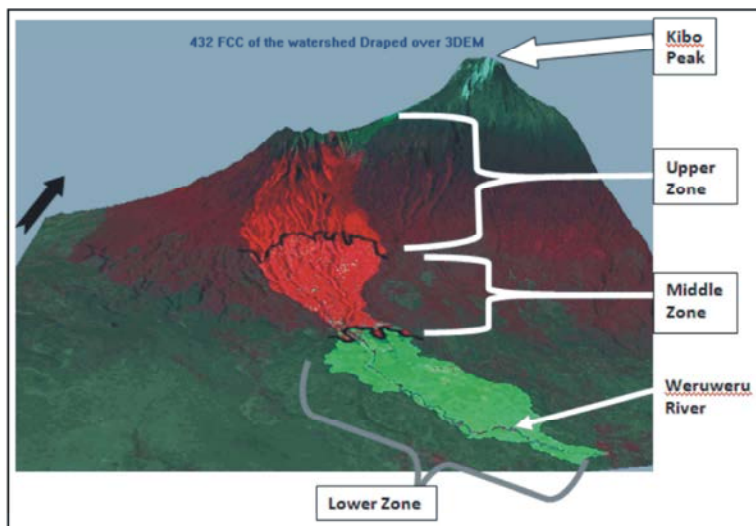 432 FCC of the watershed Draped over 3DEM
Kibo
Peak
Upper
Zone
Middle
Zone
Weruweru
River
Lower Zone